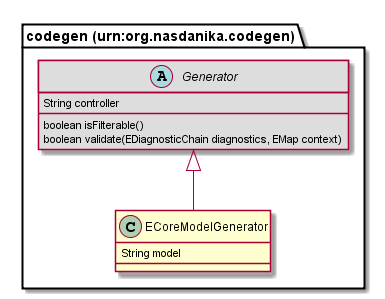 codegen (urn:org.nasdanika.codegen)
A Generator
String controller
boolean isFilterable()
boolean validate(EDiagnosticChain diagnostics, EMap context)
C ECoreModelGenerator
String model